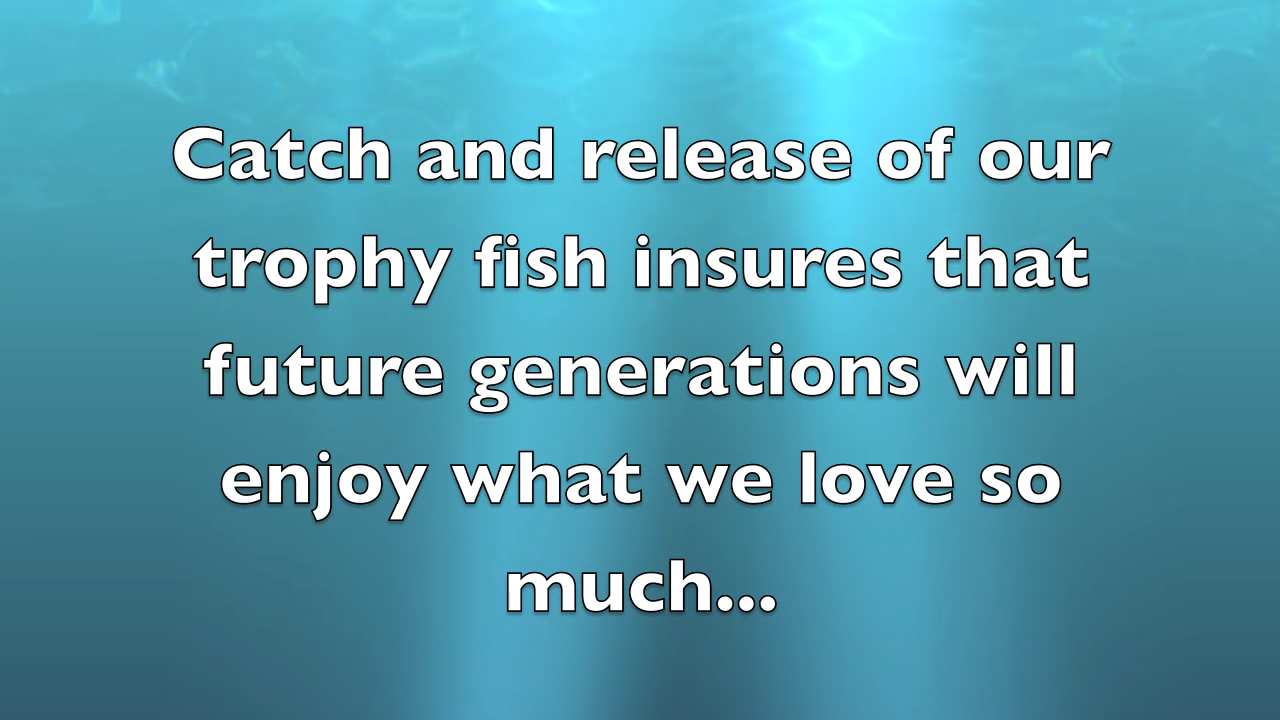 Catch and release of our
trophy fish insures that
future generations will
enjoy what we love so
much...